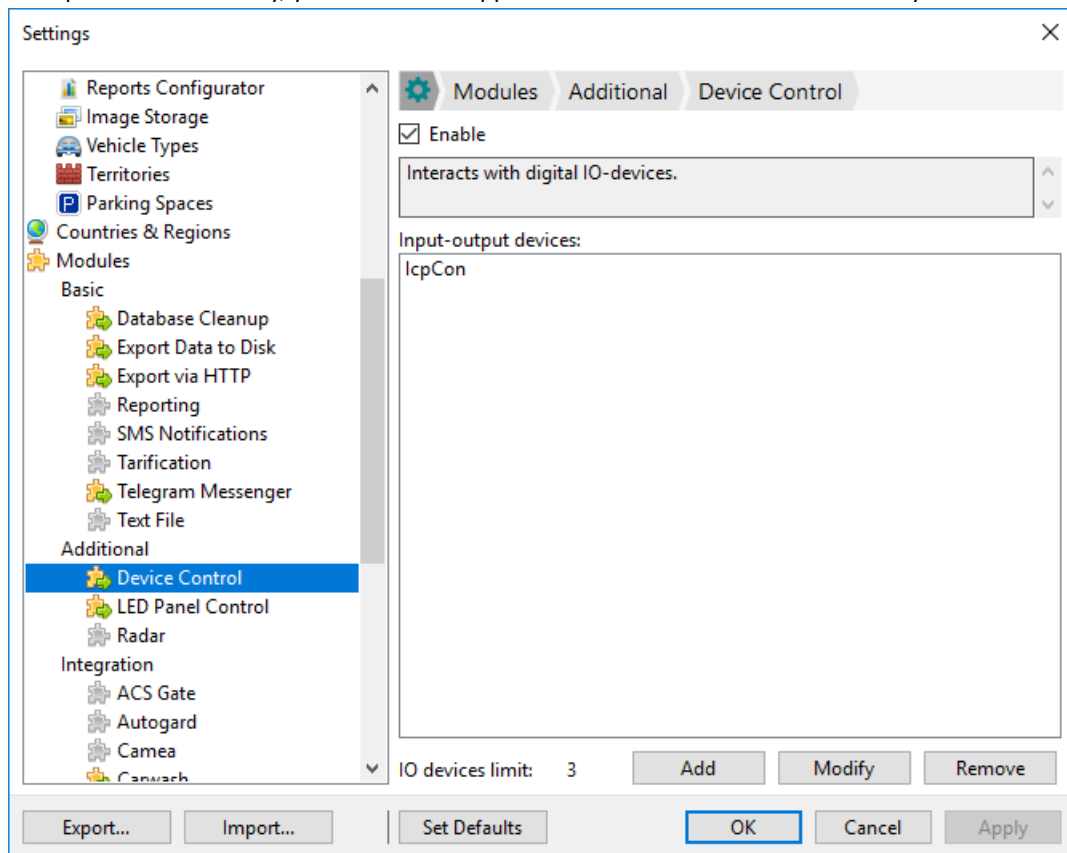 Settings
Reports Configurator
Image Storage
Vehicle Types
Territories
P Parking Spaces
Countries & Regions
Modules
Basic
Database Cleanup
Export Data to Disk
Export via HTTP
Reporting
SMS Notifications
Tarification
Telegram Messenger
Text File
Additional
Device Control
LED Panel Control
Radar
Integration
ACS Gate
Autogard
Camea
Carwash
Modules Additional Device Control
Enable
Interacts with digital IO-devices.
Input-output devices:
IcpCon
IO devices limit: 3 Add Modify Remove
Export... Import... Set Defaults OK Cancel Apply